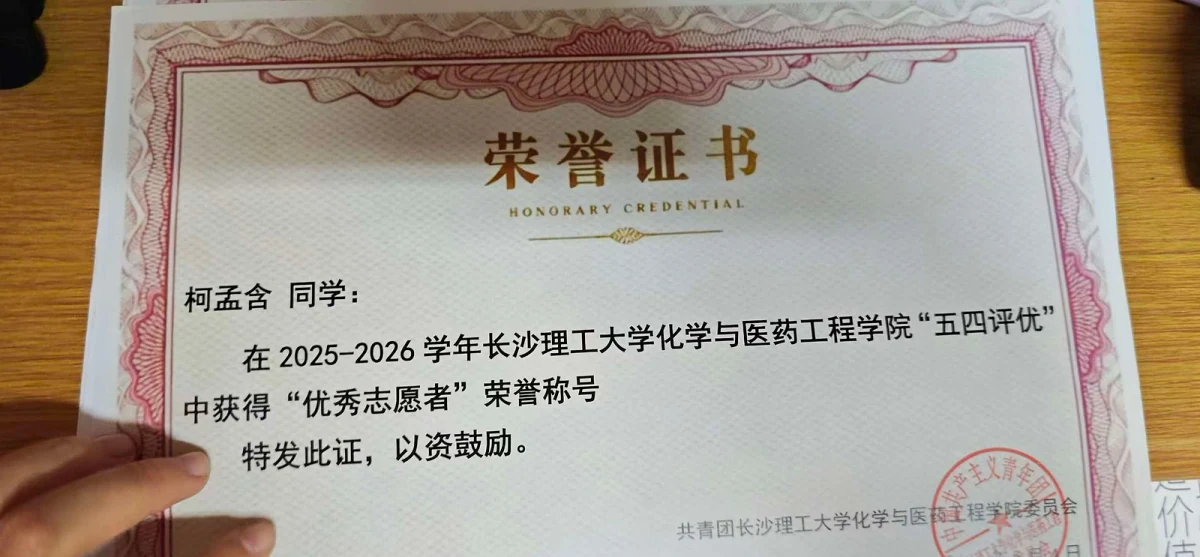 荣誉证书
HONORARY CREDENTIAL
柯孟含 同学：
在 2025-2026 学年长沙理工大学化学与医药工程学院“五四评优”
中获得“优秀志愿者”荣誉称号
特发此证，以资鼓励。
共青团长沙理工大学化学与医药工程学院委员会
日
价